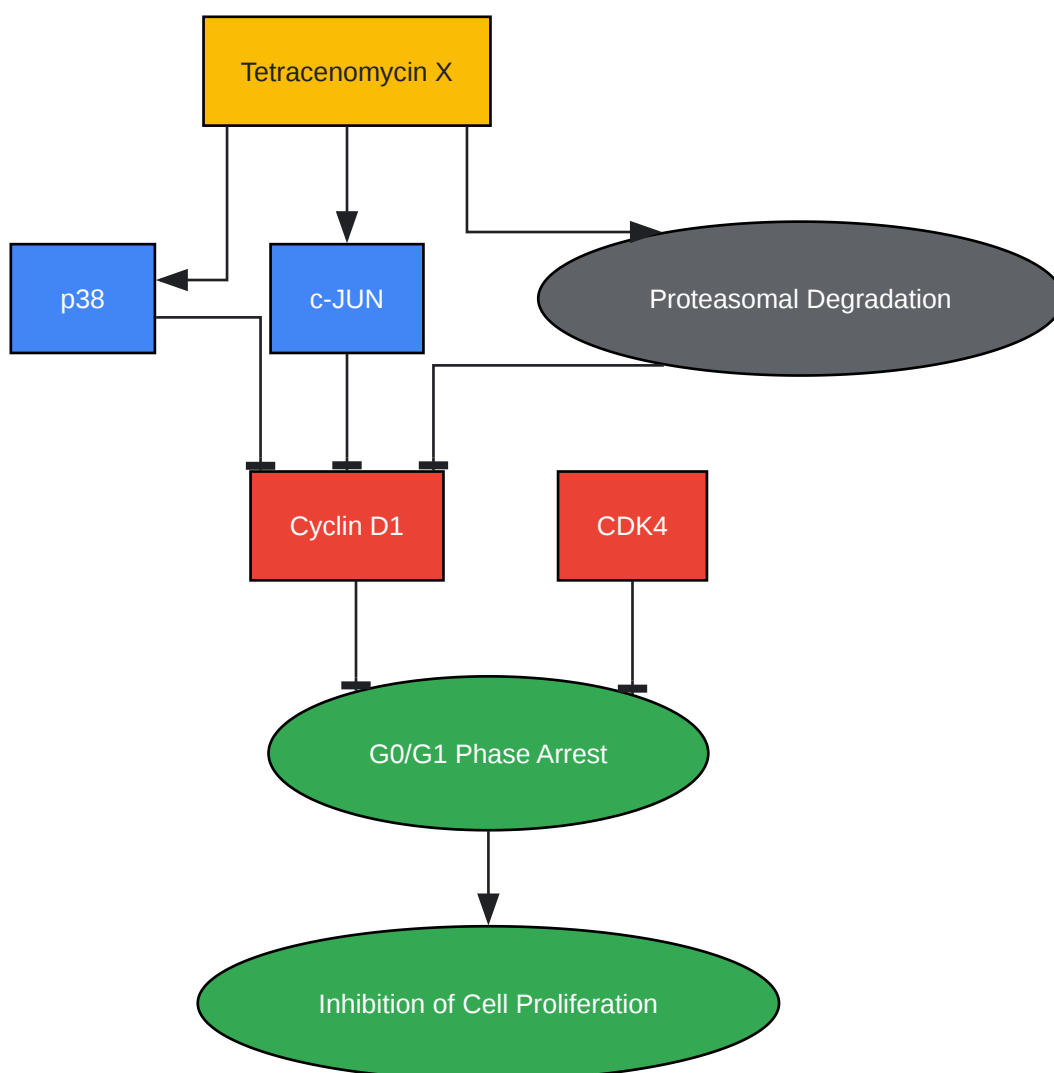 Tetracenomycin X
p38
c-JUN
Proteasomal Degradation
Cyclin D1
CDK4
G0/G1 Phase Arrest
Inhibition of Cell Proliferation